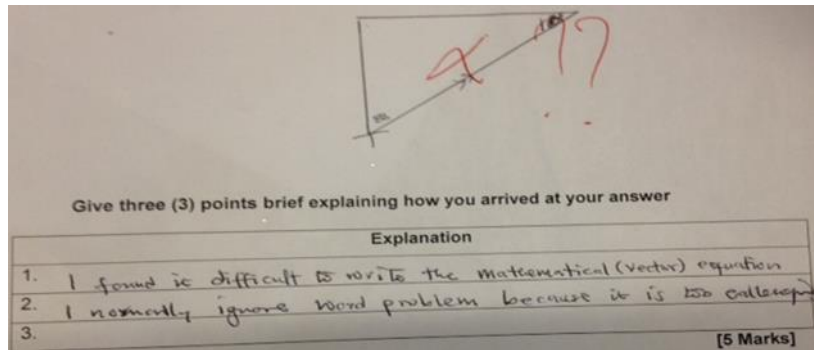 ??
Give three (3) points brief explaining how you arrived at your answer
Explanation
1. I found it difficult to write the mathematical (vector) equation
2. I normally ignore word problem because it is too
3.
[5 Marks]